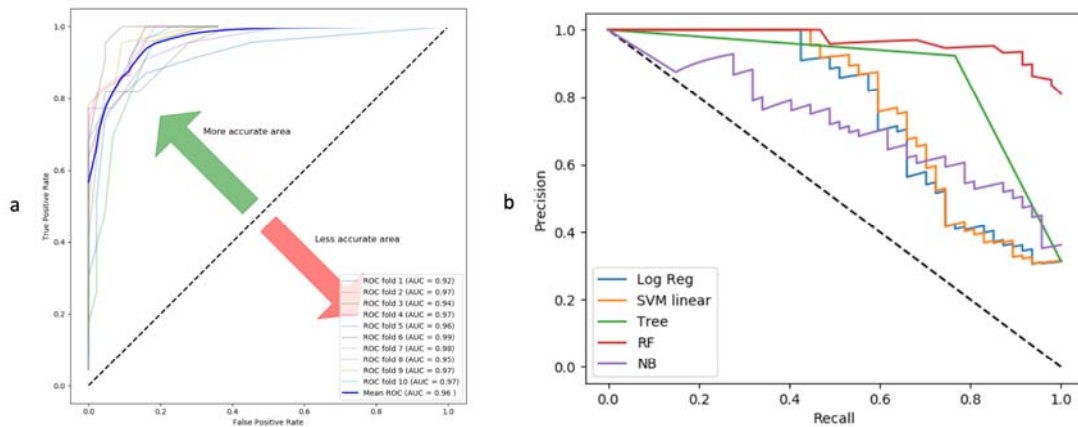 a
True Positive Rate
1.0
0.8
0.6
0.4
0.2
0.0
More accurate area
Less accurate area
ROC fold 1 (AUC = 0.92)
ROC fold 2 (AUC = 0.97)
ROC fold 3 (AUC = 0.94)
ROC fold 4 (AUC = 0.97)
ROC fold 5 (AUC = 0.96)
ROC fold 6 (AUC = 0.99)
ROC fold 7 (AUC = 0.98)
ROC fold 8 (AUC = 0.95)
ROC fold 9 (AUC = 0.97)
ROC fold 10 (AUC = 0.97)
Mean ROC (AUC = 0.96 )
0.0 0.2 0.4 0.6 0.8 1.0
False Positive Rate
b
Precision
1.0
0.8
0.6
0.4
0.2
0.0
Log Reg
SVM linear
Tree
RF
NB
0.0 0.2 0.4 0.6 0.8 1.0
Recall